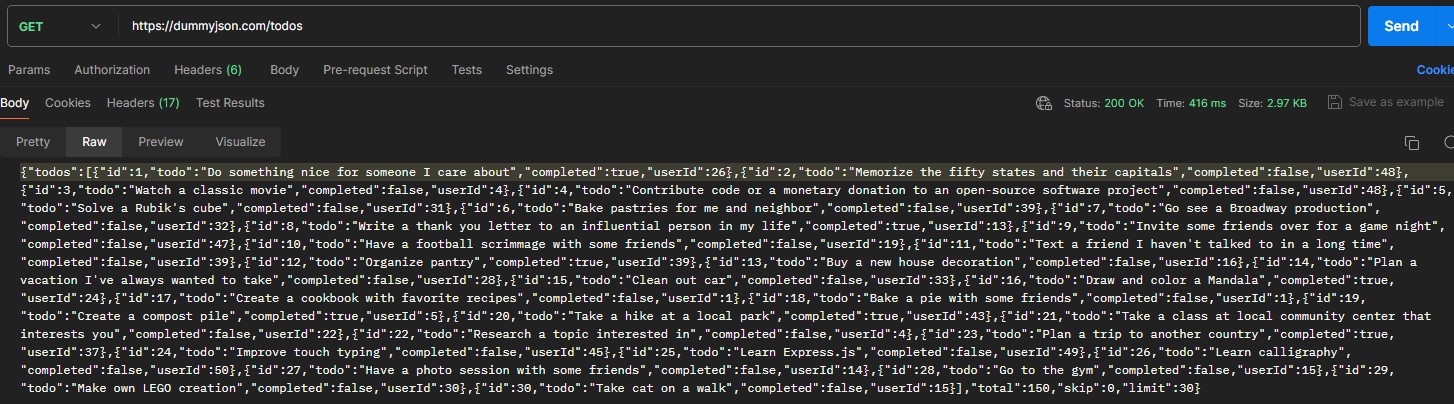 GET https://dummyjson.com/todos Send
Params Authorization Headers (6) Body Pre-request Script Tests Settings
Body Cookies Headers (17) Test Results Status: 200 OK Time: 416 ms Size: 2.97 KB Save as example
Pretty Raw Preview Visualize
{"todos":[{"id":1,"todo":"Do something nice for someone I care about","completed":true,"userId":26},{"id":2,"todo":"Memorize the fifty states and their capitals","completed":false,"userId":48},
{"id":3,"todo":"Watch a classic movie","completed":false,"userId":4},{"id":4,"todo":"Contribute code or a monetary donation to an open-source software project","completed":false,"userId":48},{"id":5,
"todo":"Solve a Rubik's cube","completed":false,"userId":31},{"id":6,"todo":"Bake pastries for me and neighbor","completed":false,"userId":39},{"id":7,"todo":"Go see a Broadway production",
"completed":false,"userId":32},{"id":8,"todo":"Write a thank you letter to an influential person in my life","completed":true,"userId":13},{"id":9,"todo":"Invite some friends over for a game night",
"completed":false,"userId":47},{"id":10,"todo":"Have a football scrimmage with some friends","completed":false,"userId":19},{"id":11,"todo":"Text a friend I haven't talked to in a long time",
"completed":false,"userId":39},{"id":12,"todo":"Organize pantry","completed":true,"userId":39},{"id":13,"todo":"Buy a new house decoration","completed":false,"userId":16},{"id":14,"todo":"Plan a
vacation I've always wanted to take","completed":false,"userId":28},{"id":15,"todo":"Clean out car","completed":false,"userId":33},{"id":16,"todo":"Draw and color a Mandala","completed":true,
"userId":24},{"id":17,"todo":"Create a cookbook with favorite recipes","completed":false,"userId":1},{"id":18,"todo":"Bake a pie with some friends","completed":false,"userId":1},{"id":19,
"todo":"Create a compost pile","completed":true,"userId":5},{"id":20,"todo":"Take a hike at a local park","completed":true,"userId":43},{"id":21,"todo":"Take a class at local community center that
interests you","completed":false,"userId":22},{"id":22,"todo":"Research a topic interested in","completed":false,"userId":4},{"id":23,"todo":"Plan a trip to another country","completed":true,
"userId":37},{"id":24,"todo":"Improve touch typing","completed":false,"userId":45},{"id":25,"todo":"Learn Express.js","completed":false,"userId":49},{"id":26,"todo":"Learn calligraphy",
"completed":false,"userId":50},{"id":27,"todo":"Have a photo session with some friends","completed":false,"userId":14},{"id":28,"todo":"Go to the gym","completed":false,"userId":15},{"id":29,
"todo":"Make own LEGO creation","completed":false,"userId":30},{"id":30,"todo":"Take cat on a walk","completed":false,"userId":15}],"total":150,"skip":0,"limit":30}